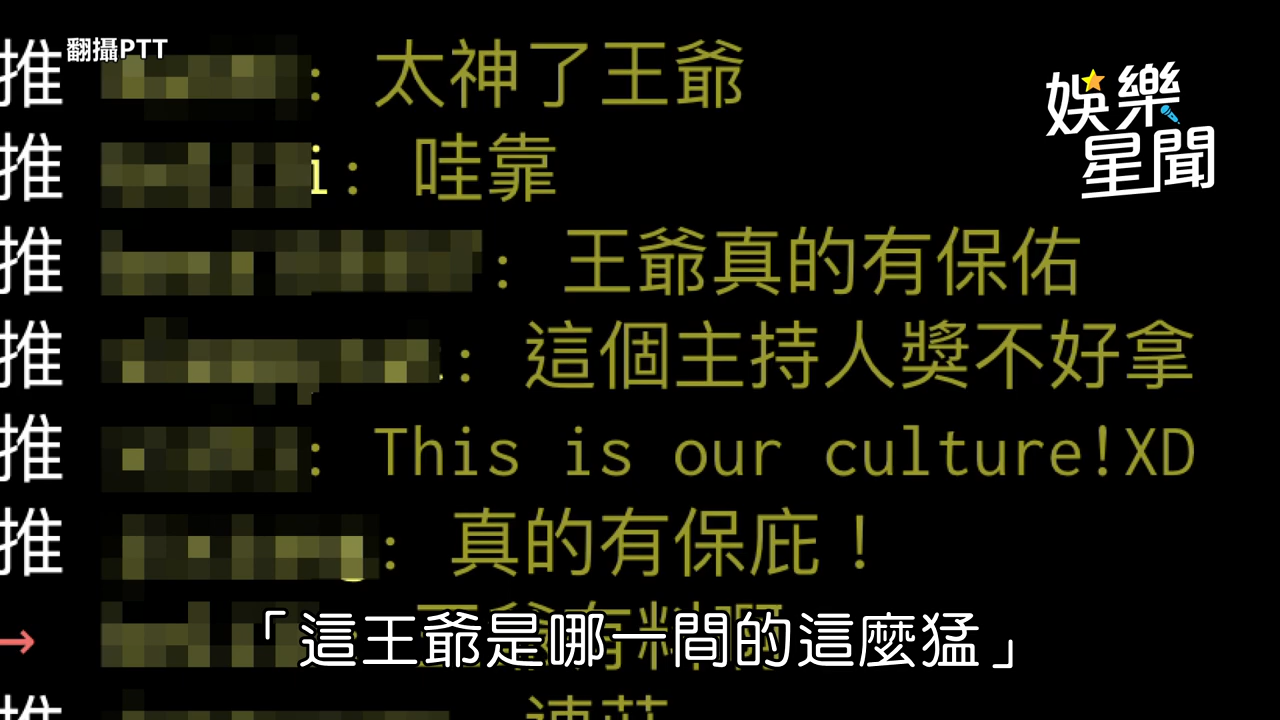 翻攝PTT
推 : 太神了王爺
娛樂
星聞
推 i: 哇靠
推 : 王爺真的有保佑
推 : 這個主持人獎不好拿
推 : This is our culture!XD
推 : 真的有保庇！
→
「這王爺是哪一間的這麼猛」
推